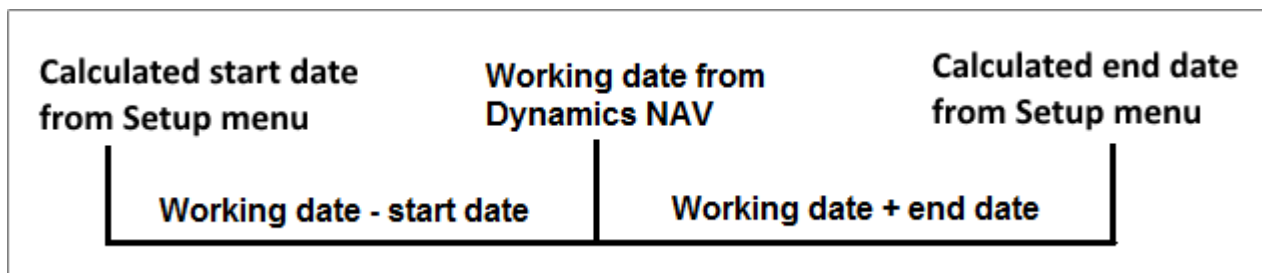 Calculated start date
from Setup menu
Working date from
Dynamics NAV
Calculated end date
from Setup menu
Working date - start date
Working date + end date